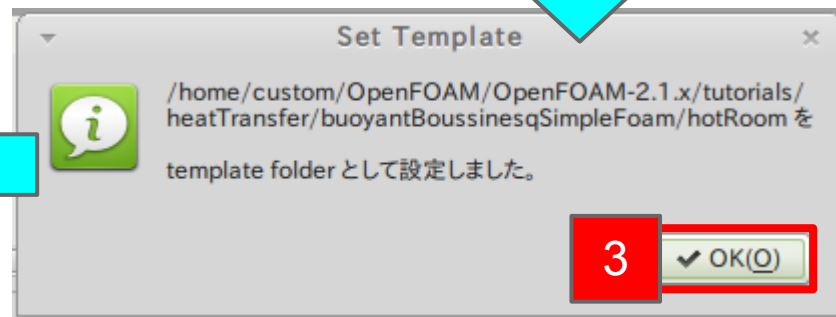 Set Template
/home/custom/OpenFOAM/OpenFOAM-2.1.x/tutorials/
heatTransfer/buoyantBoussinesqSimpleFoam/hotRoom を
template folder として設定しました。
3
OK(O)